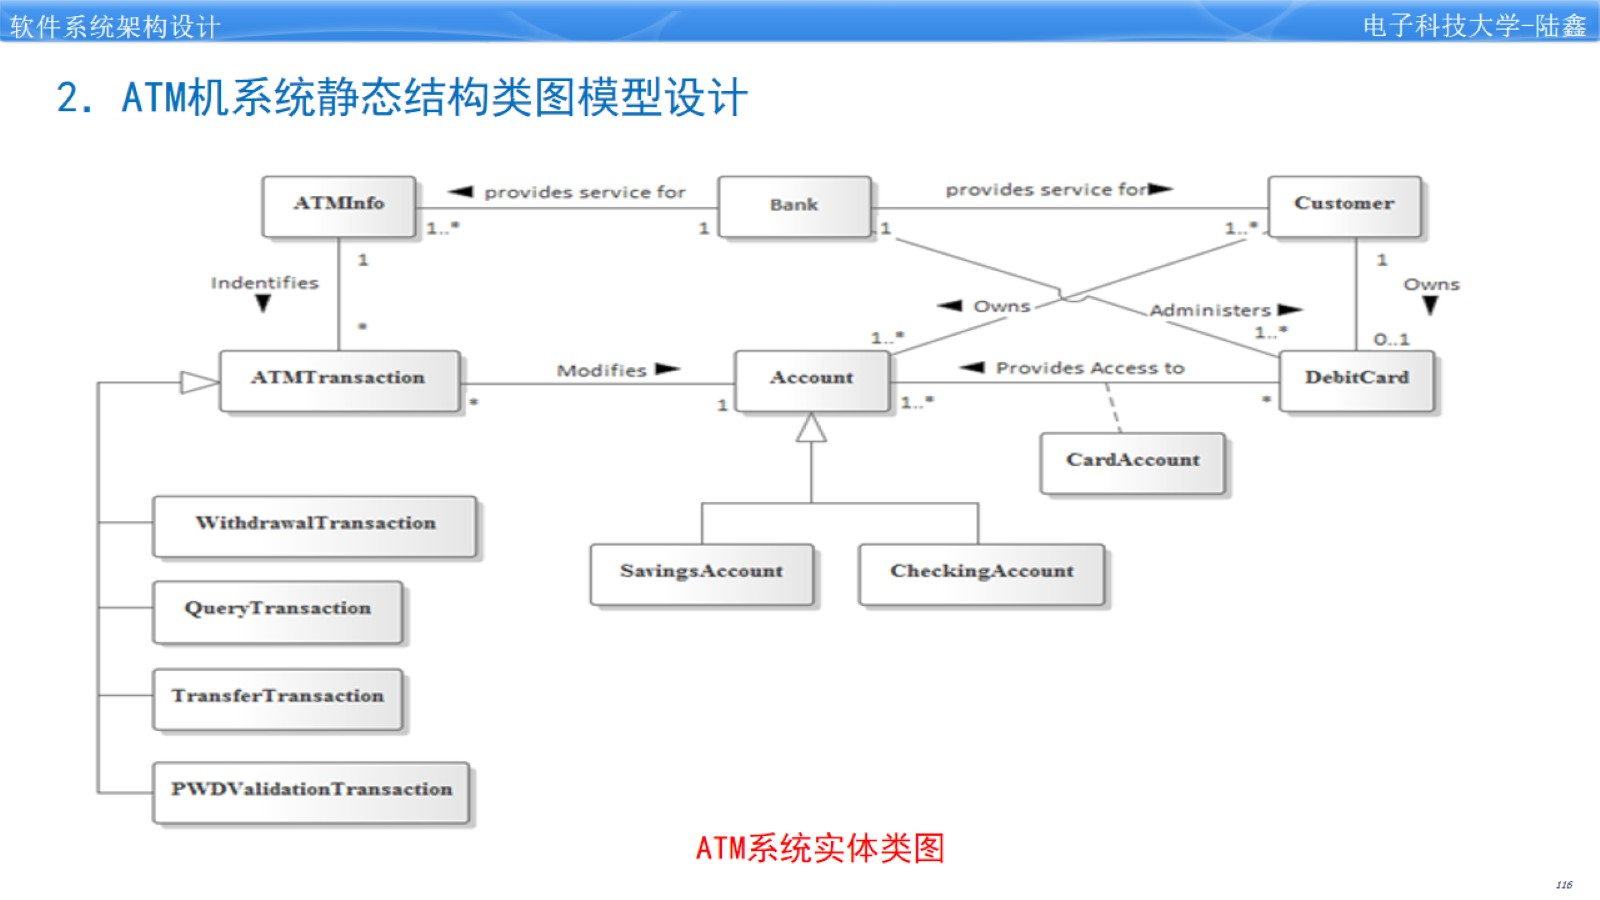 软件系统架构设计
电子科技大学-陆鑫
2. ATM机系统静态结构类图模型设计
ATMInfo
provides service for
Bank
provides service for
Customer
1..*
1
1
1..*
1
Indentifies
*
Owns
Administers
1
Owns
1..*
1..*
0..1
ATMTransaction
Modifies
Account
Provides Access to
DebitCard
*
1
1..*
*
CardAccount
WithdrawalTransaction
SavingsAccount
CheckingAccount
QueryTransaction
TransferTransaction
PWDValidationTransaction
ATM系统实体类图
116